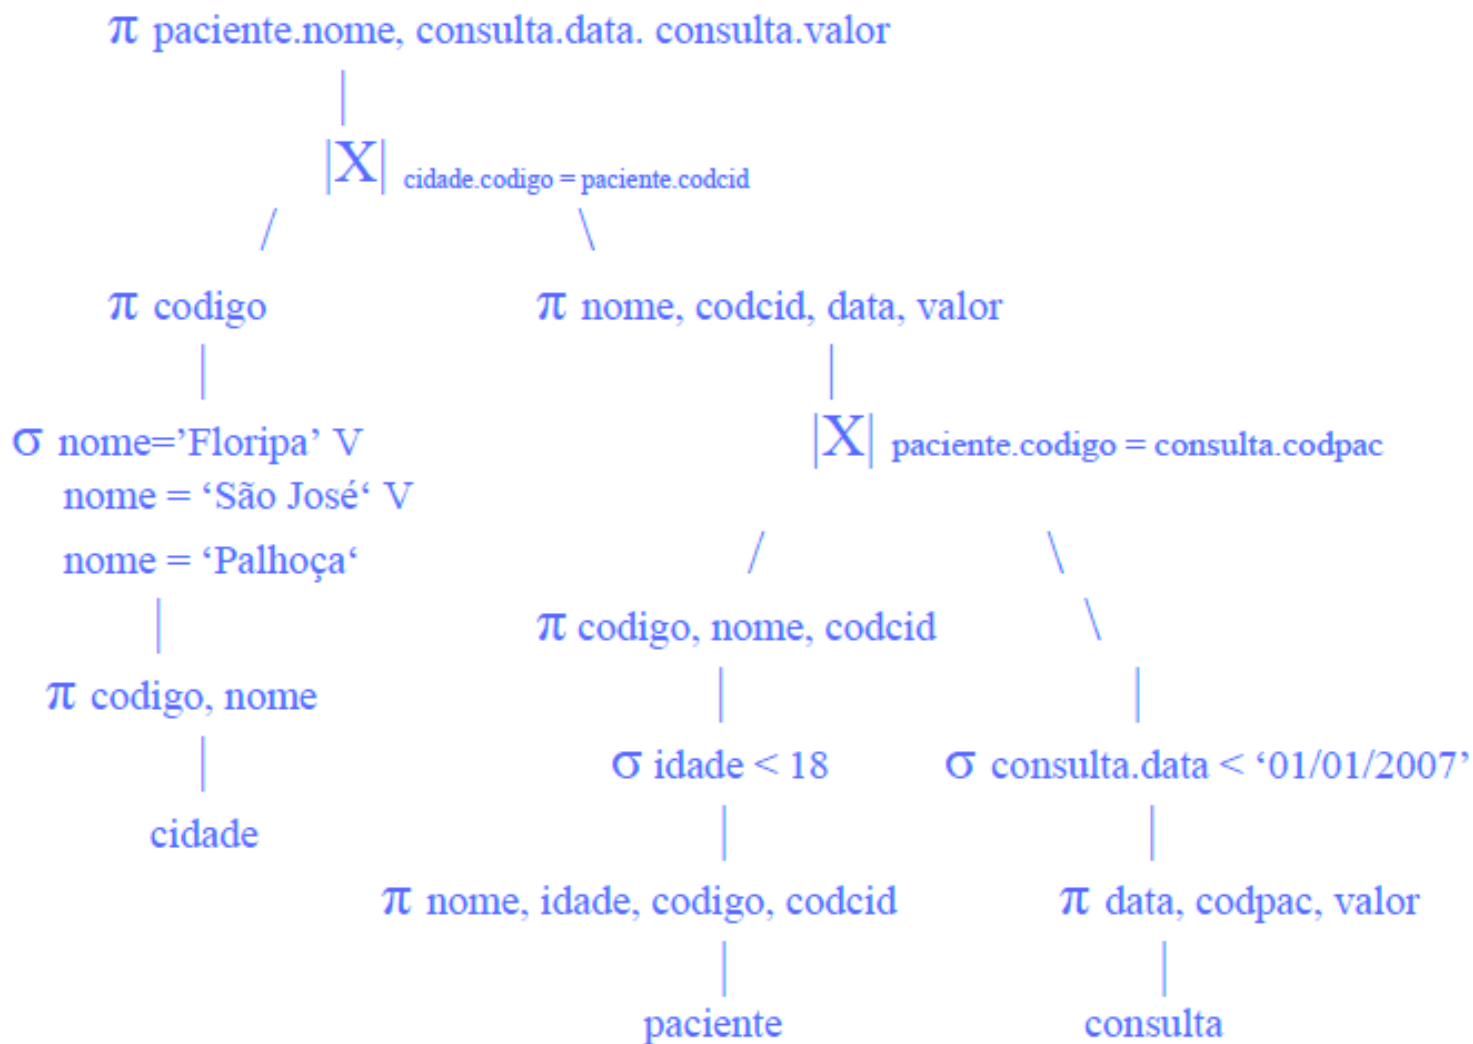 π paciente.nome, consulta.data. consulta.valor
|X| cidade.codigo = paciente.codcid
π codigo
π nome, codcid, data, valor
σ nome=’Floripa’ V
nome = ‘São José‘ V
nome = ‘Palhoça‘
|X| paciente.codigo = consulta.codpac
π codigo, nome
cidade
π codigo, nome, codcid
σ idade < 18
π nome, idade, codigo, codcid
paciente
σ consulta.data < ‘01/01/2007’
π data, codpac, valor
consulta